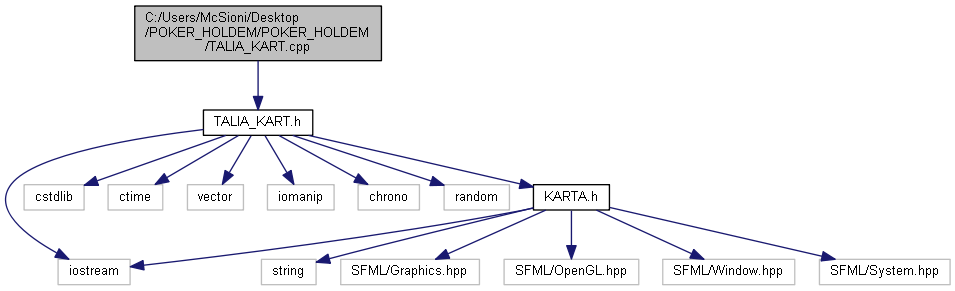 C:/Users/McSioni/Desktop
/POKER_HOLDEM/POKER_HOLDEM
/TALIA_KART.cpp
TALIA_KART.h
cstdlib
ctime
vector
iomanip
chrono
random
KARTA.h
iostream
string
SFML/Graphics.hpp
SFML/OpenGL.hpp
SFML/Window.hpp
SFML/System.hpp